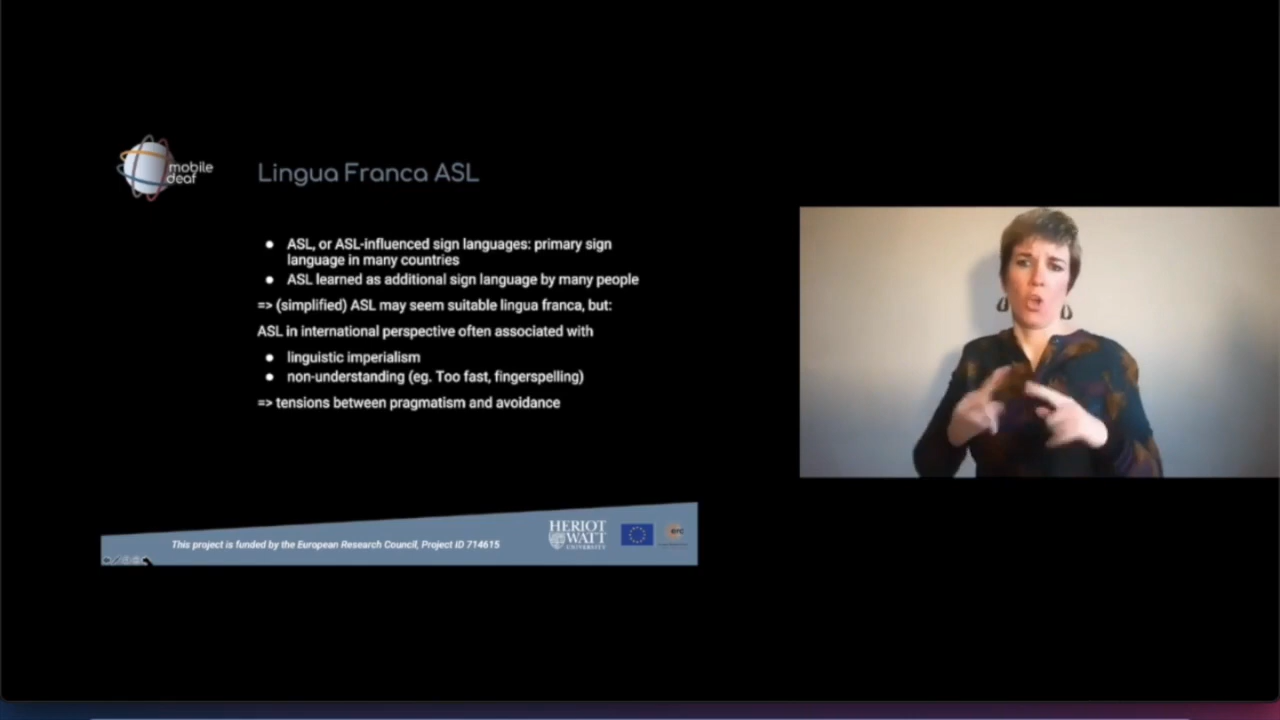 mobile
deaf
Lingua Franca ASL
● ASL, or ASL-influenced sign languages: primary sign
language in many countries
● ASL learned as additional sign language by many people
=> (simplified) ASL may seem suitable lingua franca, but:
ASL in international perspective often associated with
● linguistic imperialism
● non-understanding (eg. Too fast, fingerspelling)
=> tensions between pragmatism and avoidance
This project is funded by the European Research Council, Project ID 714615
HERIOT
WATT
UNIVERSITY
erc